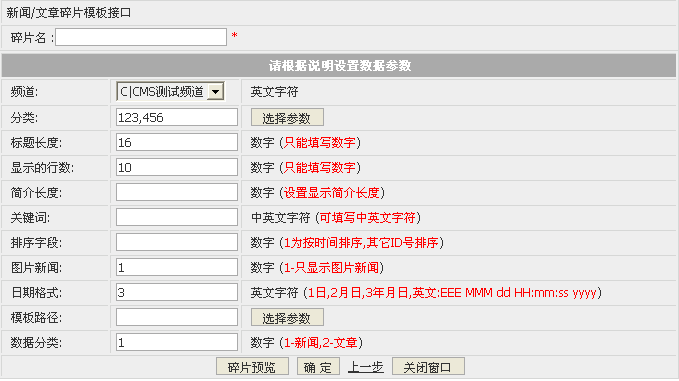 新闻/文章碎片模板接口
碎片名： *
请根据说明设置数据参数
频道: C|CMS测试频道 英文字符
分类: 123,456 选择参数
标题长度: 16 数字 (只能填写数字)
显示的行数: 10 数字 (只能填写数字)
简介长度: 数字 (设置显示简介长度)
关键词: 中英文字符 (可填写中英文字符)
排序字段: 数字 (1为按时间排序,其它ID号排序)
图片新闻: 1 数字 (1-只显示图片新闻)
日期格式: 3 英文字符 (1日,2月日,3年月日,英文:EEE MMM dd HH:mm:ss yyyy)
模板路径: 选择参数
数据分类: 1 数字 (1-新闻,2-文章)
碎片预览 确 定 上一步 关闭窗口